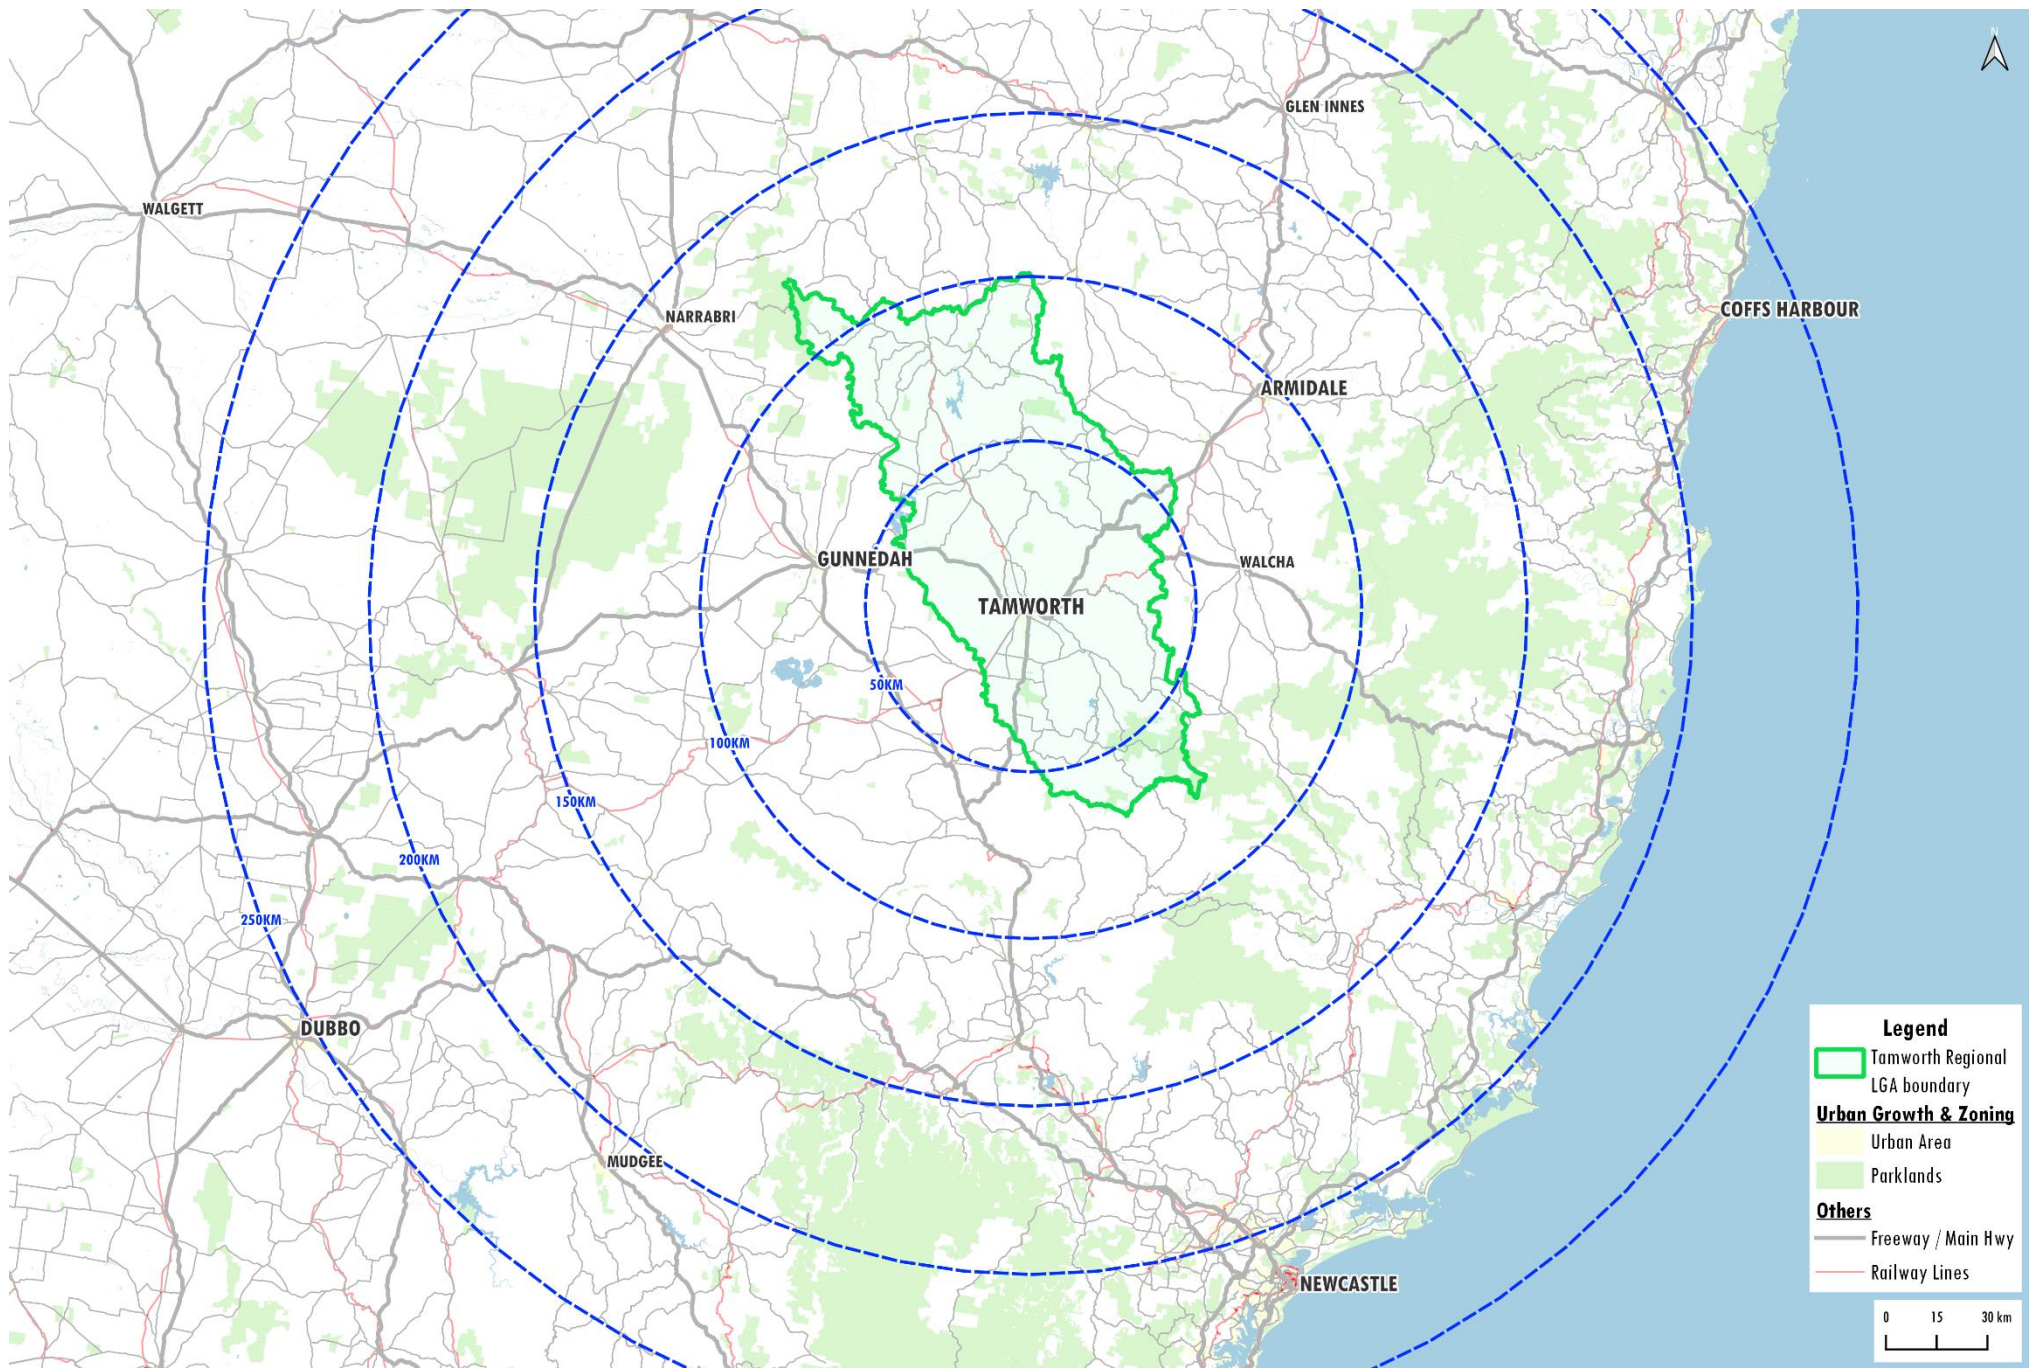 N
GLEN INNES
WALGETT
COFFS HARBOUR
NARRABRI
ARMIDALE
GUNNEDAH
WALCHA
TAMWORTH
50KM
100KM
150KM
200KM
250KM
DUBBO
MUDGEE
NEWCASTLE
Legend
Tamworth Regional
LGA boundary
Urban Growth & Zoning
Urban Area
Parklands
Others
Freeway / Main Hwy
Railway Lines
0 15 30 km